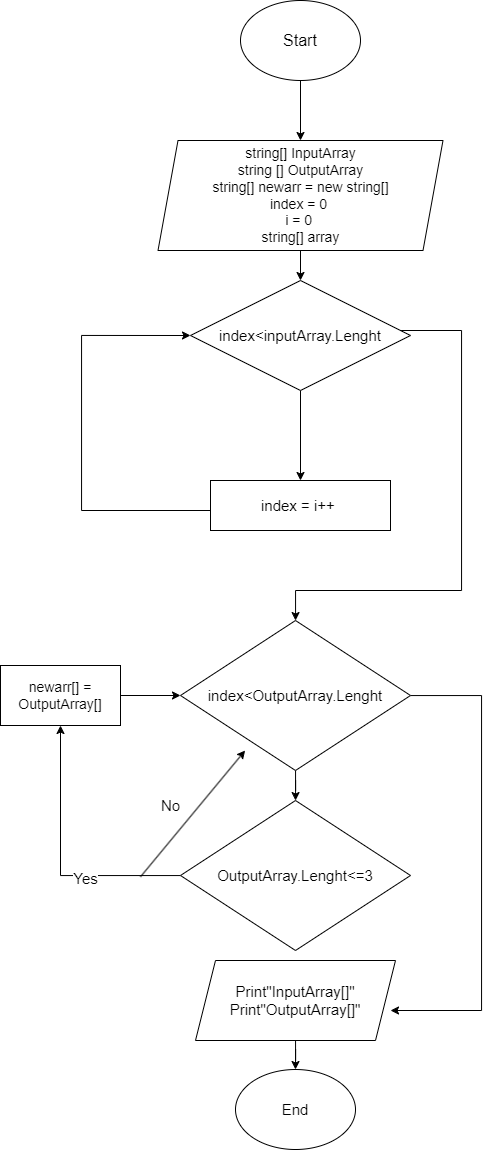 Start
string[] InputArray
string [] OutputArray
string[] newarr = new string[]
index = 0
i = 0
string[] array
index<inputArray.Lenght
index = i++
newarr[] =
OutputArray[]
index<OutputArray.Lenght
No
Yes
OutputArray.Lenght<=3
Print"InputArray[]"
Print"OutputArray[]"
End